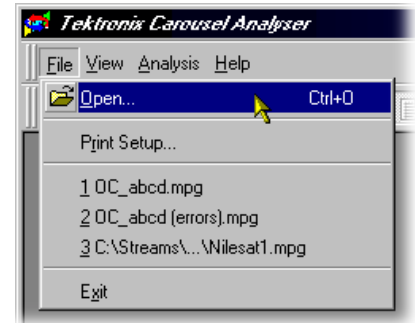 Tektronix Carousel Analyser
File View Analysis Help
Open... Ctrl+O
Print Setup...
1 OC_abcd.mpg
2 OC_abcd (errors).mpg
3 C:\Streams\...\Nilesat1.mpg
Exit